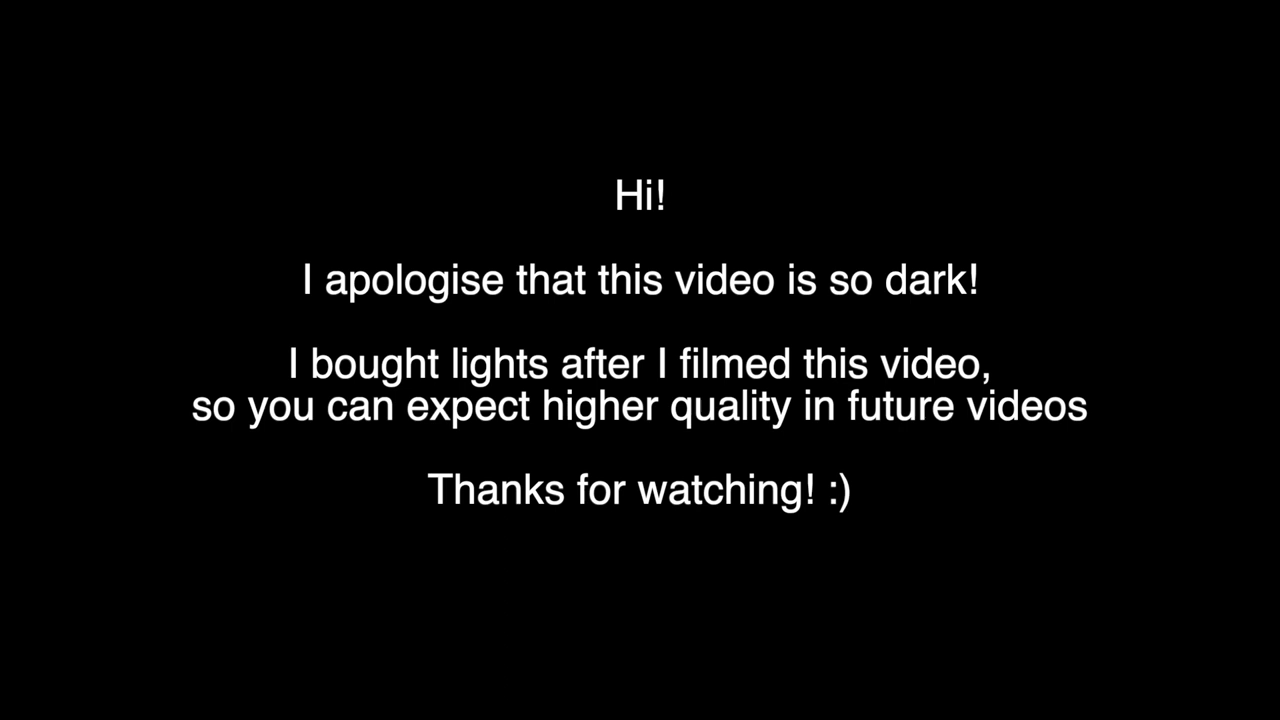 Hi!
I apologise that this video is so dark!
I bought lights after I filmed this video,
so you can expect higher quality in future videos
Thanks for watching! :)